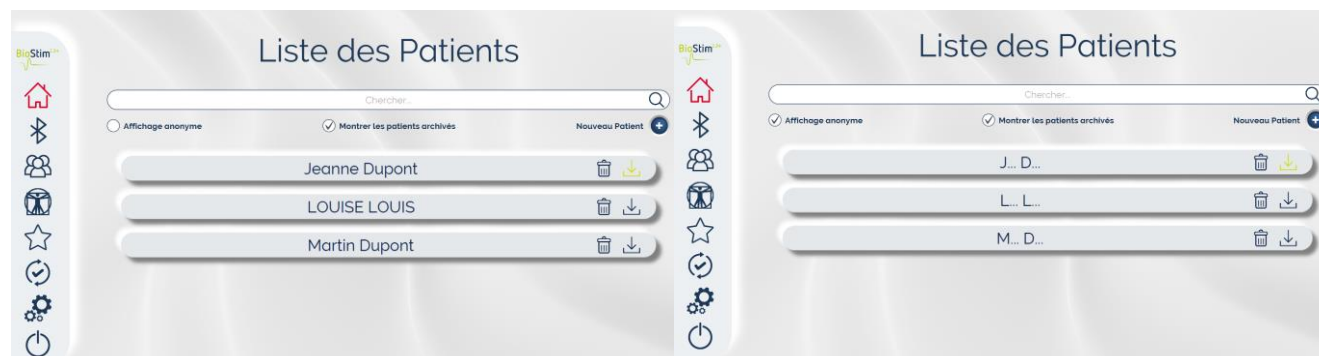 BioStim
Liste des Patients
Chercher...
Affichage anonyme
Montrer les patients archivés
Nouveau Patient
Jeanne Dupont
LOUISE LOUIS
Martin Dupont
BioStim
Liste des Patients
Chercher...
Affichage anonyme
Montrer les patients archivés
Nouveau Patient
J... D...
L... L...
M... D...